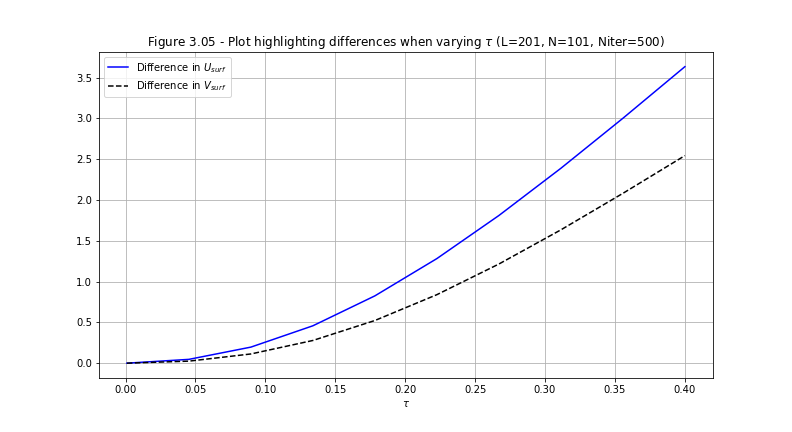 Figure 3.05 - Plot highlighting differences when varying τ (L=201, N=101, Niter=500)
Difference in U_surf
Difference in V_surf
3.5
3.0
2.5
2.0
1.5
1.0
0.5
0.0
0.00 0.05 0.10 0.15 0.20 0.25 0.30 0.35 0.40
τ